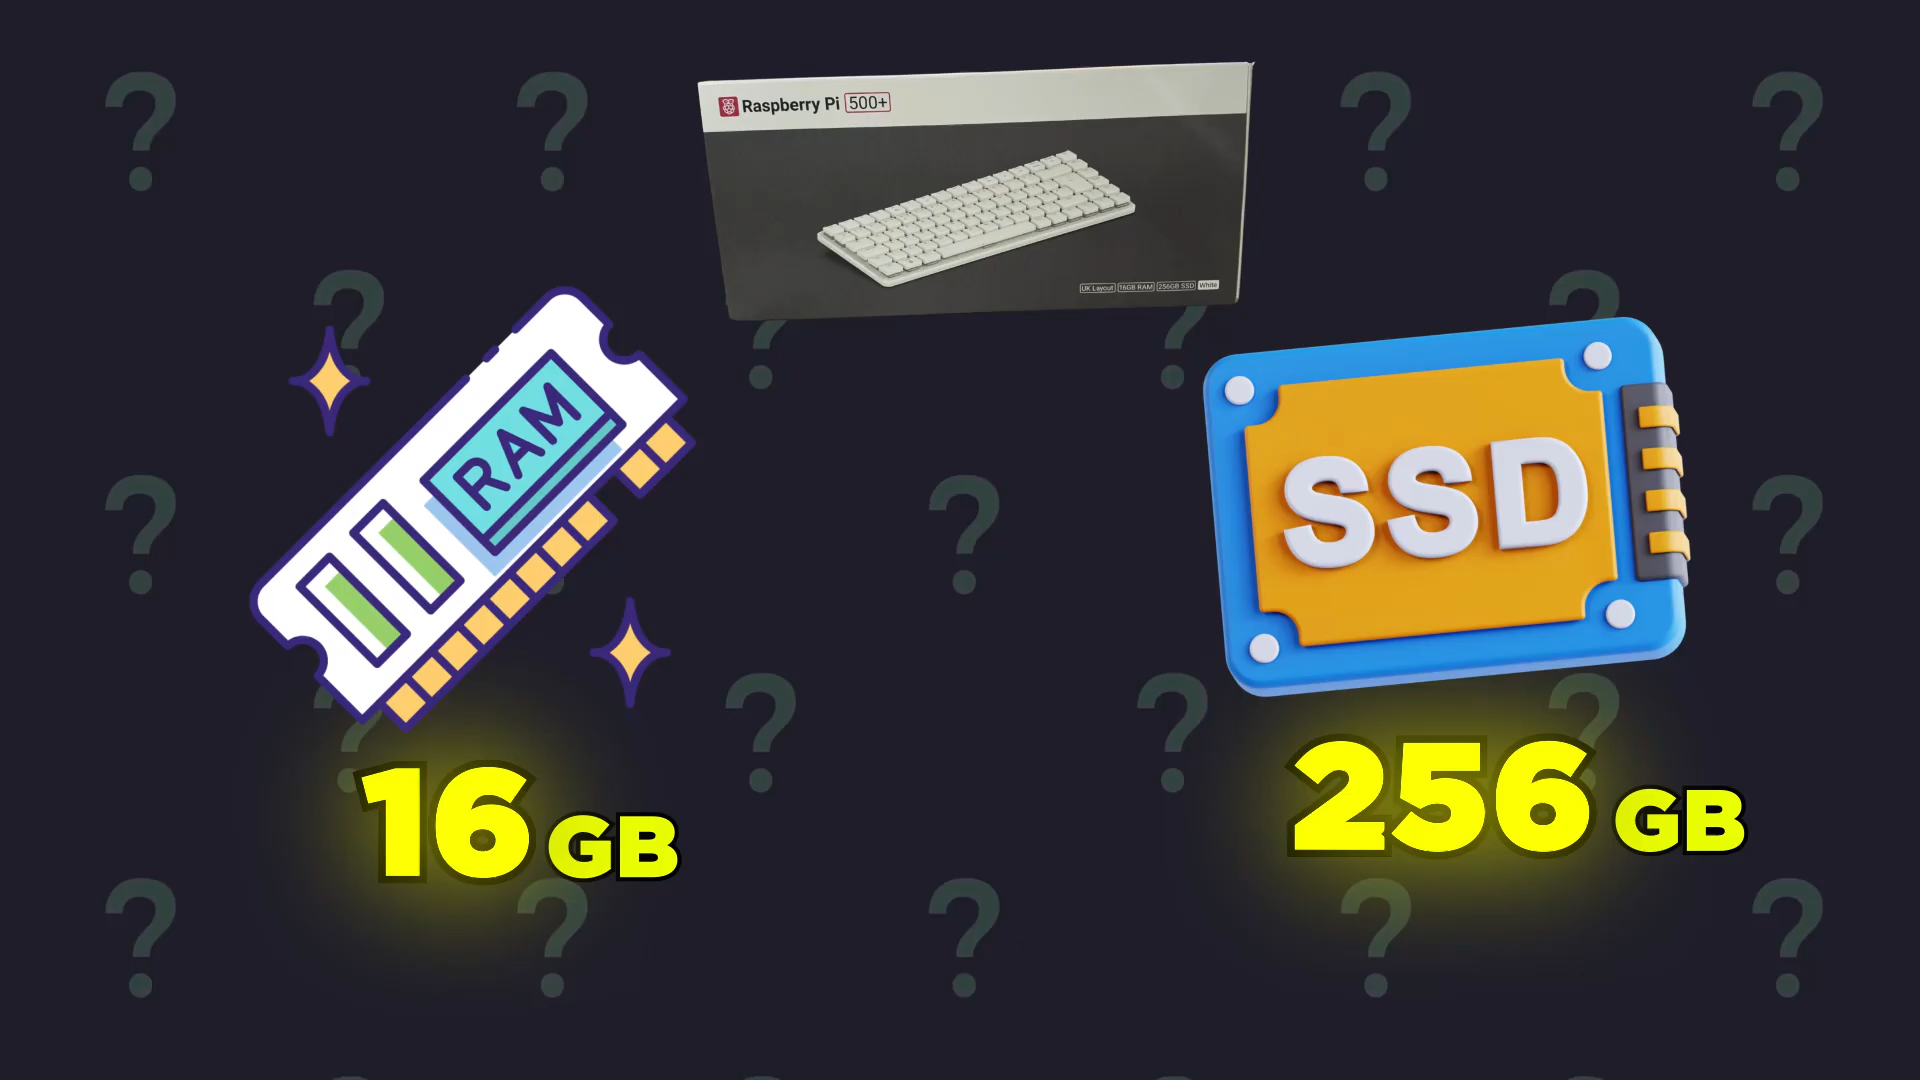 Raspberry Pi 500+
UK Layout 16GB RAM 256GB SSD White
RAM
SSD
16 GB
256 GB